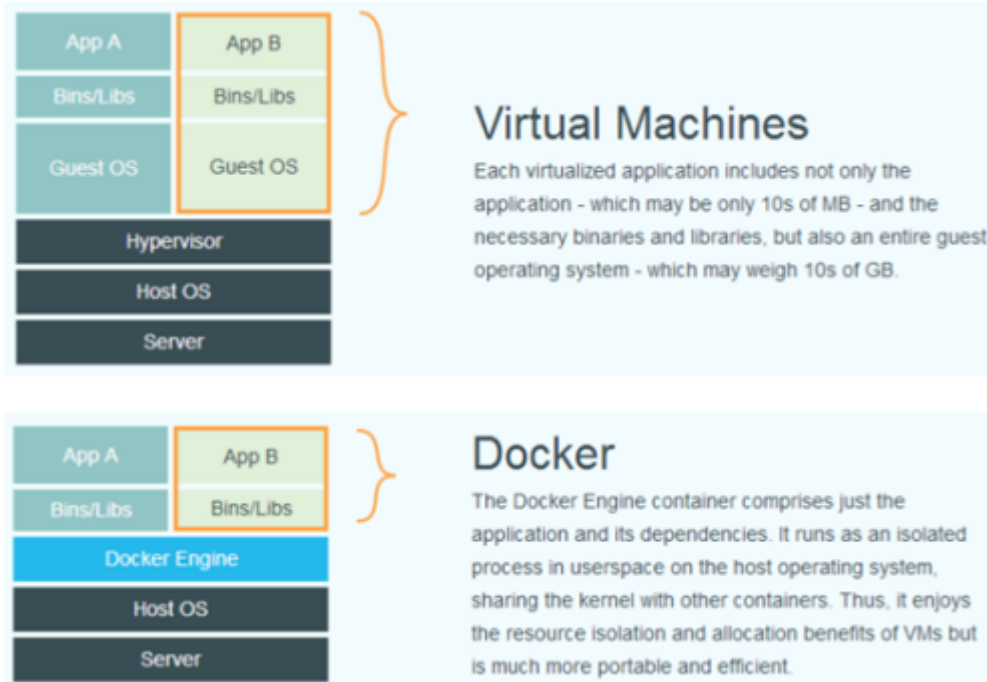 App A
App B
Bins/Libs
Bins/Libs
Guest OS
Guest OS
Hypervisor
Host OS
Server
Virtual Machines
Each virtualized application includes not only the
application - which may be only 10s of MB - and the
necessary binaries and libraries, but also an entire guest
operating system - which may weigh 10s of GB.
App A
App B
Bins/Libs
Bins/Libs
Docker Engine
Host OS
Server
Docker
The Docker Engine container comprises just the
application and its dependencies. It runs as an isolated
process in userspace on the host operating system,
sharing the kernel with other containers. Thus, it enjoys
the resource isolation and allocation benefits of VMs but
is much more portable and efficient.